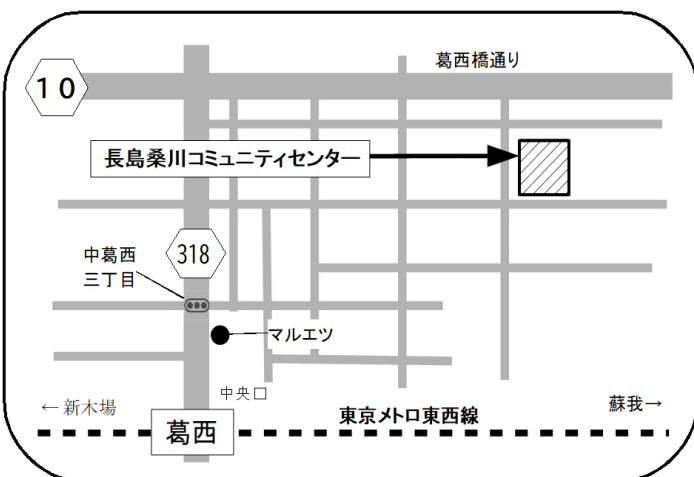 葛西橋通り
１０
長島桑川コミュニティセンター
318
中葛西
三丁目
マルエツ
中央口
←新木場
東京メトロ東西線
蘇我→
葛西